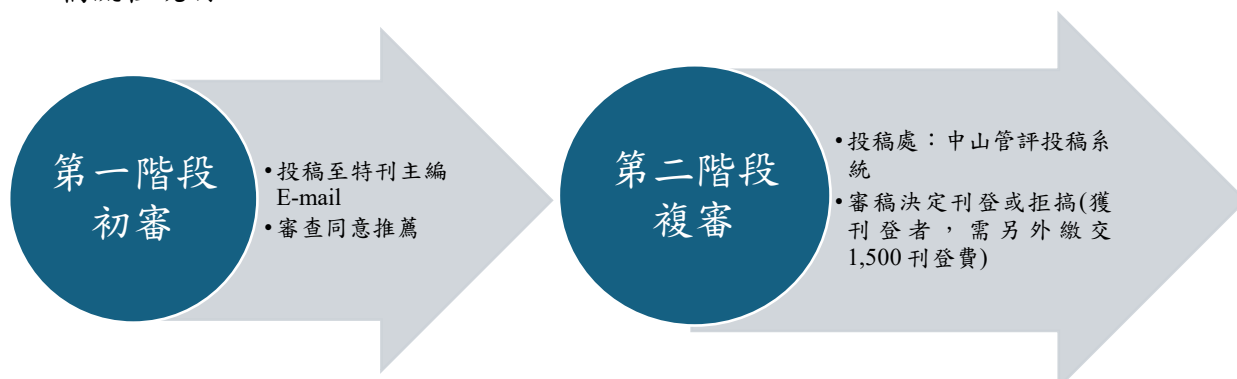 第一階段
初審
•投稿至特刊主編
E-mail
•審查同意推薦
第二階段
複審
•投稿處：中山管評投稿系
統
•審稿決定刊登或拒搞(獲
刊登者，需另外繳交
1,500 刊登費)